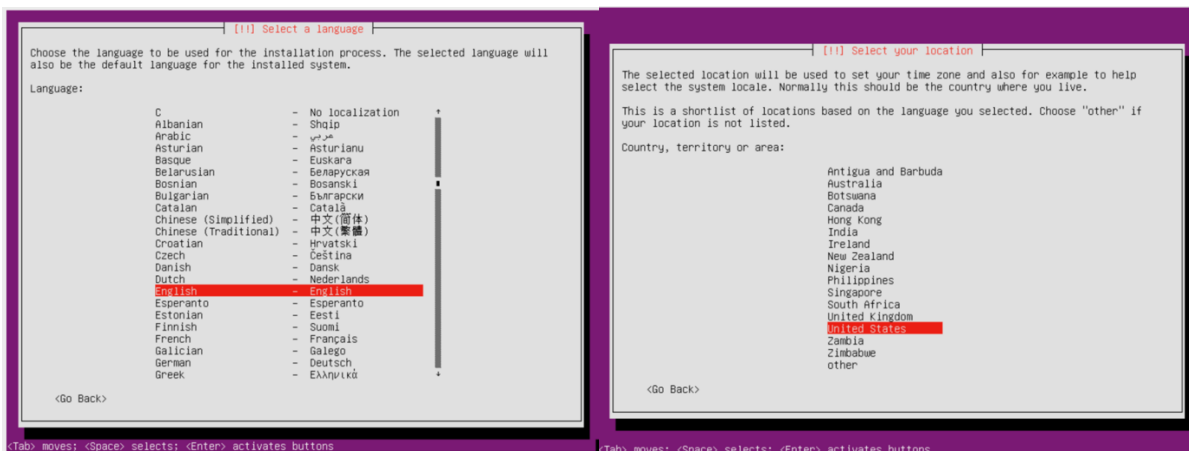 [!!] Select a language
Choose the language to be used for the installation process. The selected language will
also be the default language for the installed system.
Language:
C - No localization
Albanian - Shqip
Arabic - عربي
Asturian - Asturianu
Basque - Euskara
Belarusian - Беларуская
Bosnian - Bosanski
Bulgarian - Български
Catalan - Català
Chinese (Simplified) - 中文(简体)
Chinese (Traditional) - 中文(繁體)
Croatian - Hrvatski
Czech - Čeština
Danish - Dansk
Dutch - Nederlands
English - English
Esperanto - Esperanto
Estonian - Eesti
Finnish - Suomi
French - Français
Galician - Galego
German - Deutsch
Greek - Ελληνικά
<Go Back>
<Tab> moves; <Space> selects; <Enter> activates buttons
[!!] Select your location
The selected location will be used to set your time zone and also for example to help
select the system locale. Normally this should be the country where you live.
This is a shortlist of locations based on the language you selected. Choose "other" if
your location is not listed.
Country, territory or area:
Antigua and Barbuda
Australia
Botswana
Canada
Hong Kong
India
Ireland
New Zealand
Nigeria
Philippines
Singapore
South Africa
United Kingdom
United States
Zambia
Zimbabwe
other
<Go Back>
<Tab> moves; <Space> selects; <Enter> activates buttons